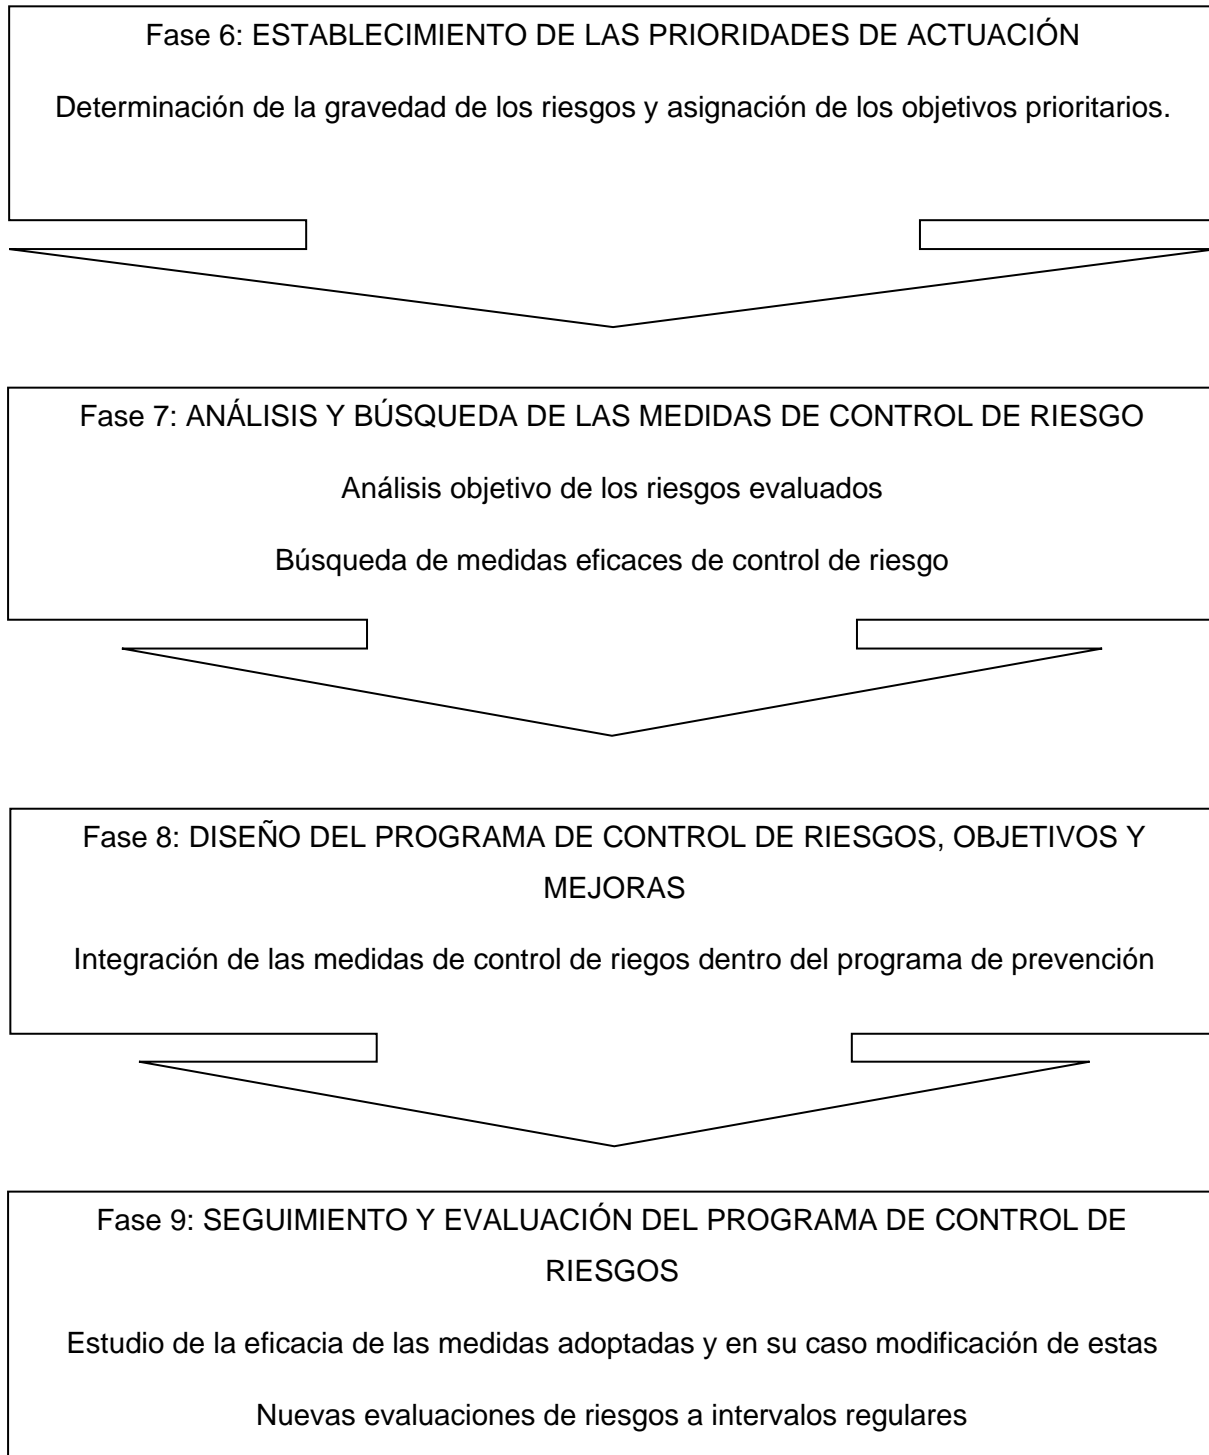 Fase 6: ESTABLECIMIENTO DE LAS PRIORIDADES DE ACTUACIÓN
Determinación de la gravedad de los riesgos y asignación de los objetivos prioritarios.
Fase 7: ANÁLISIS Y BÚSQUEDA DE LAS MEDIDAS DE CONTROL DE RIESGO
Análisis objetivo de los riesgos evaluados
Búsqueda de medidas eficaces de control de riesgo
Fase 8: DISEÑO DEL PROGRAMA DE CONTROL DE RIESGOS, OBJETIVOS Y
MEJORAS
Integración de las medidas de control de riegos dentro del programa de prevención
Fase 9: SEGUIMIENTO Y EVALUACIÓN DEL PROGRAMA DE CONTROL DE
RIESGOS
Estudio de la eficacia de las medidas adoptadas y en su caso modificación de estas
Nuevas evaluaciones de riesgos a intervalos regulares